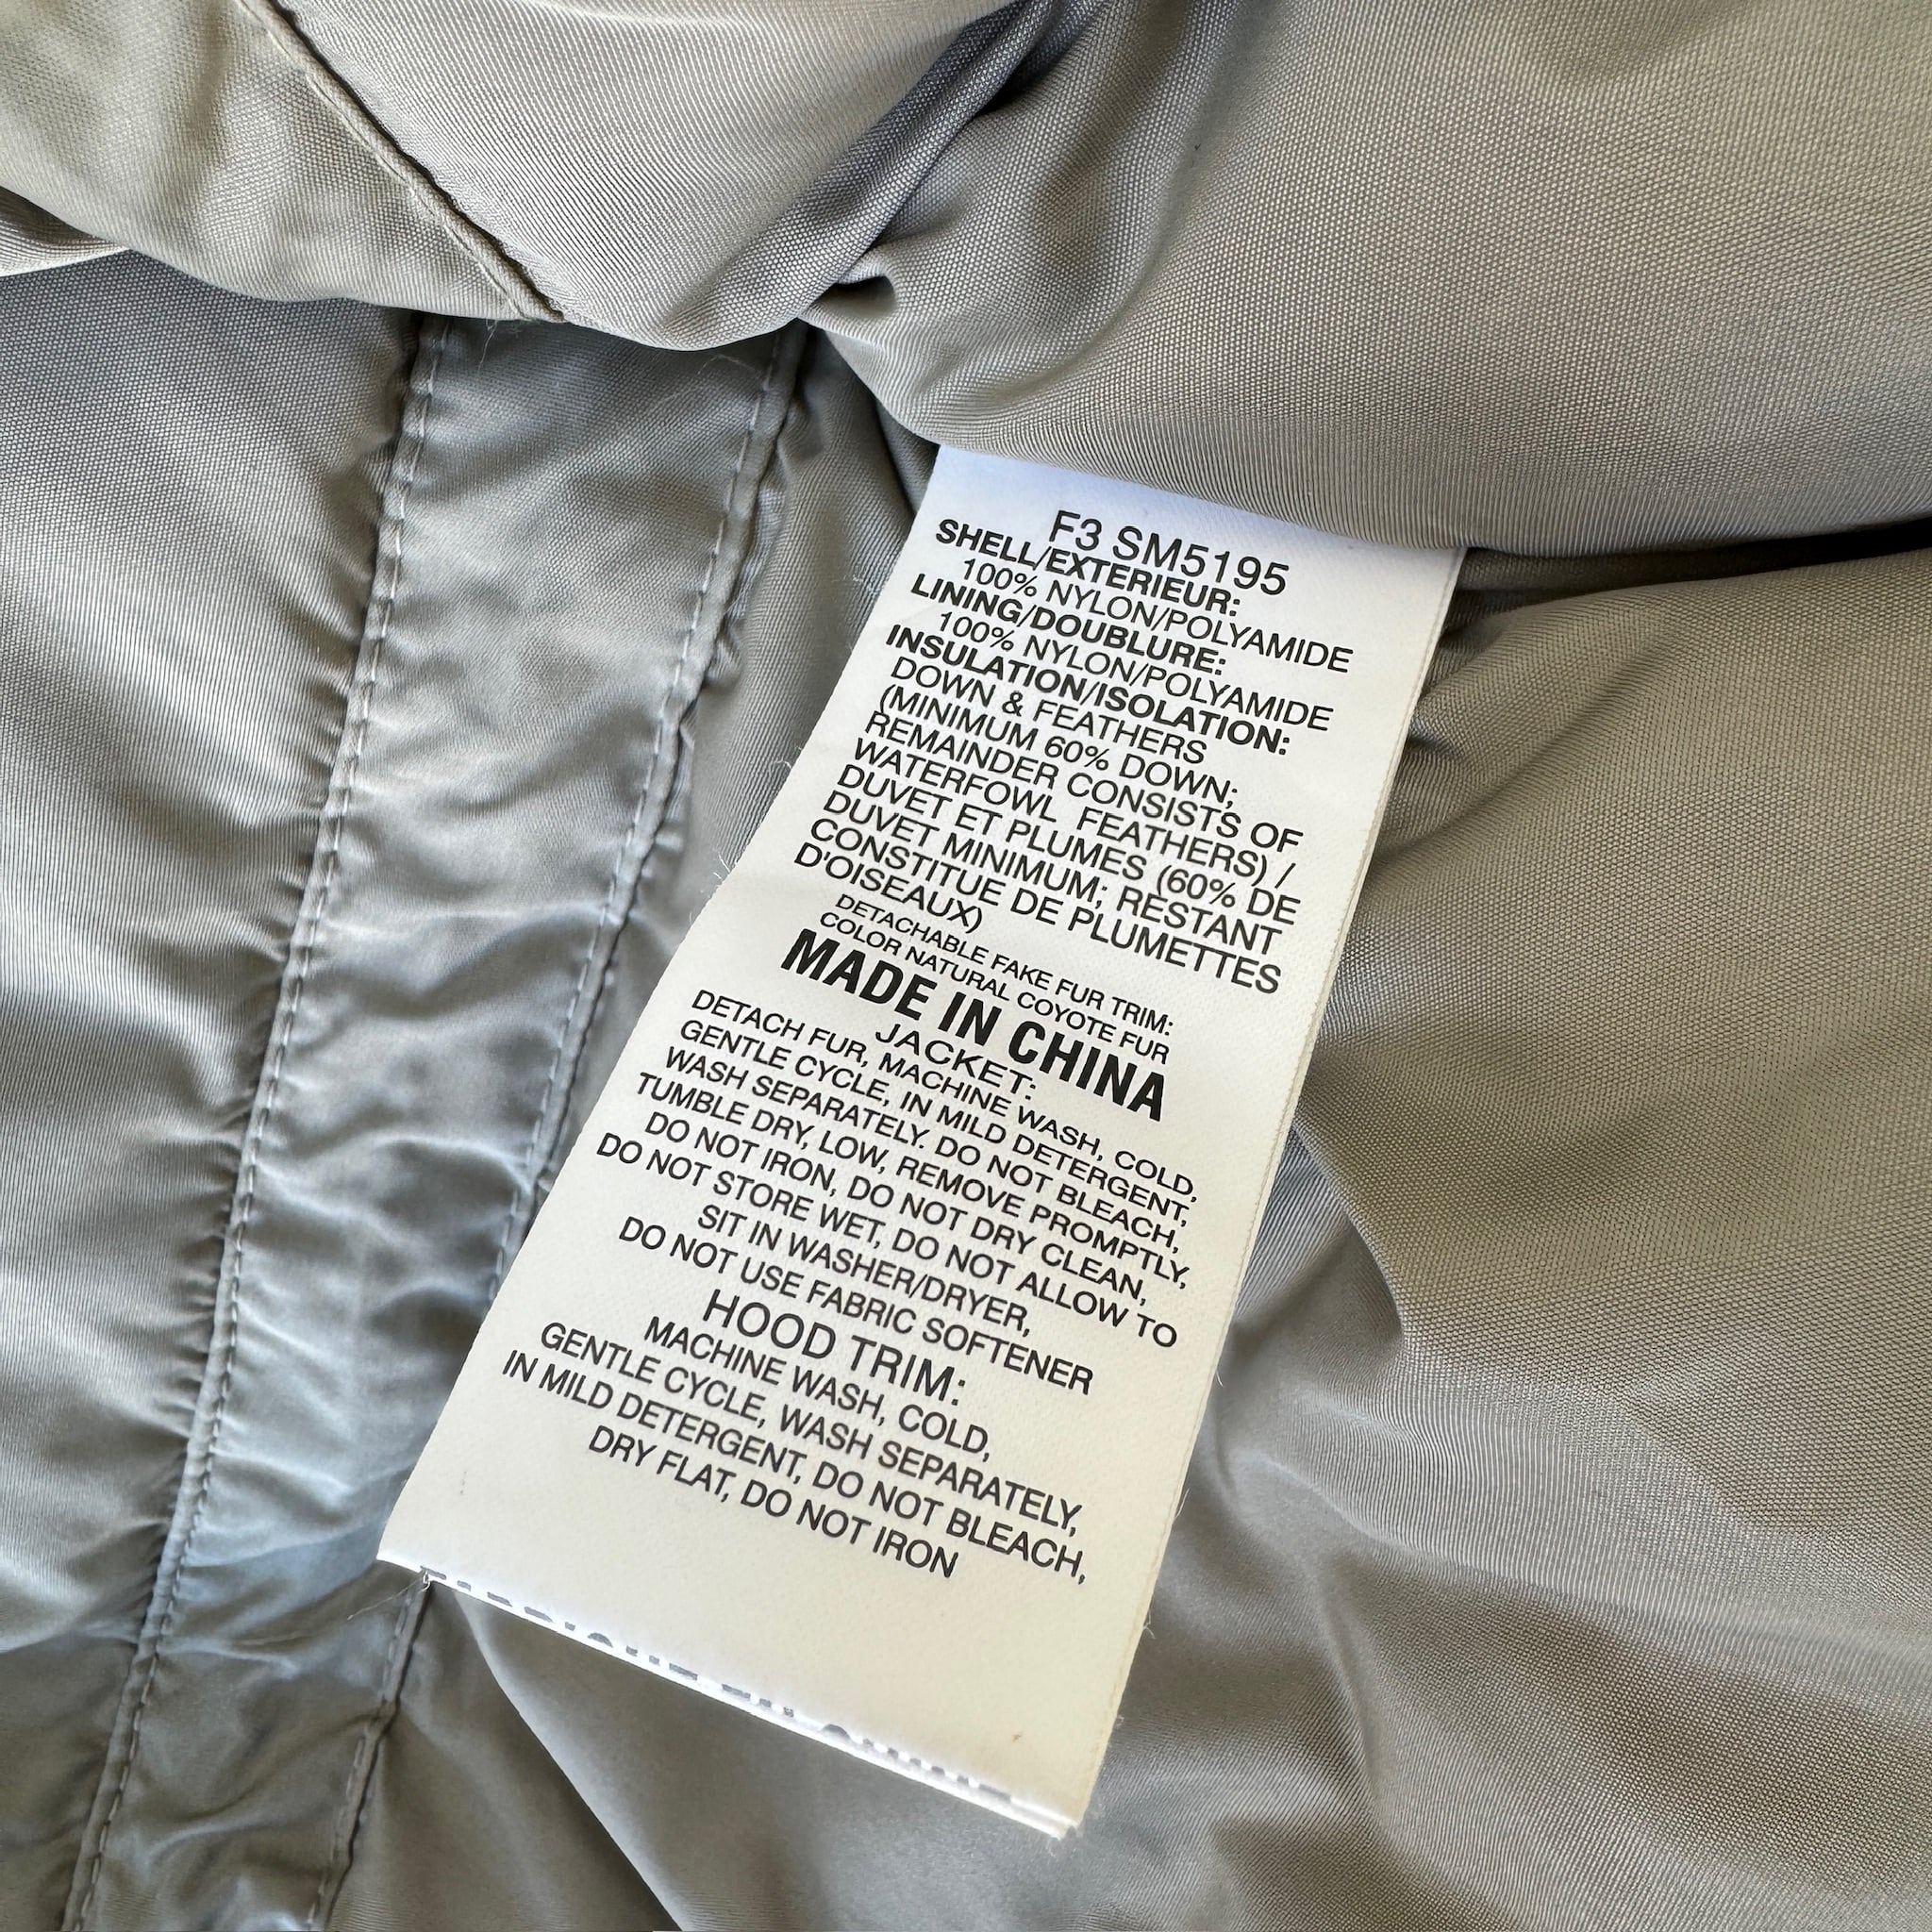 F3 SM5195
SHELL/EXTERIEUR:
100% NYLON/POLYAMIDE
LINING/DOUBLURE:
100% NYLON/POLYAMIDE
INSULATION/ISOLATION:
DOWN & FEATHERS
(MINIMUM 60% DOWN;
REMAINDER CONSISTS OF
WATERFOWL FEATHERS) /
DUVET ET PLUMES (60% DE
DUVET MINIMUM; RESTANT
CONSTITUE DE PLUMETTES
D'OISEAUX)
DETACHABLE FAKE FUR TRIM:
COLOR NATURAL COYOTE FUR
MADE IN CHINA
JACKET:
DETACH FUR, MACHINE WASH, COLD,
GENTLE CYCLE, IN MILD DETERGENT,
WASH SEPARATELY. DO NOT BLEACH,
TUMBLE DRY, LOW, REMOVE PROMPTLY,
DO NOT IRON, DO NOT DRY CLEAN,
DO NOT STORE WET, DO NOT ALLOW TO
SIT IN WASHER/DRYER,
DO NOT USE FABRIC SOFTENER
HOOD TRIM:
MACHINE WASH, COLD,
GENTLE CYCLE, WASH SEPARATELY,
IN MILD DETERGENT, DO NOT BLEACH,
DRY FLAT, DO NOT IRON